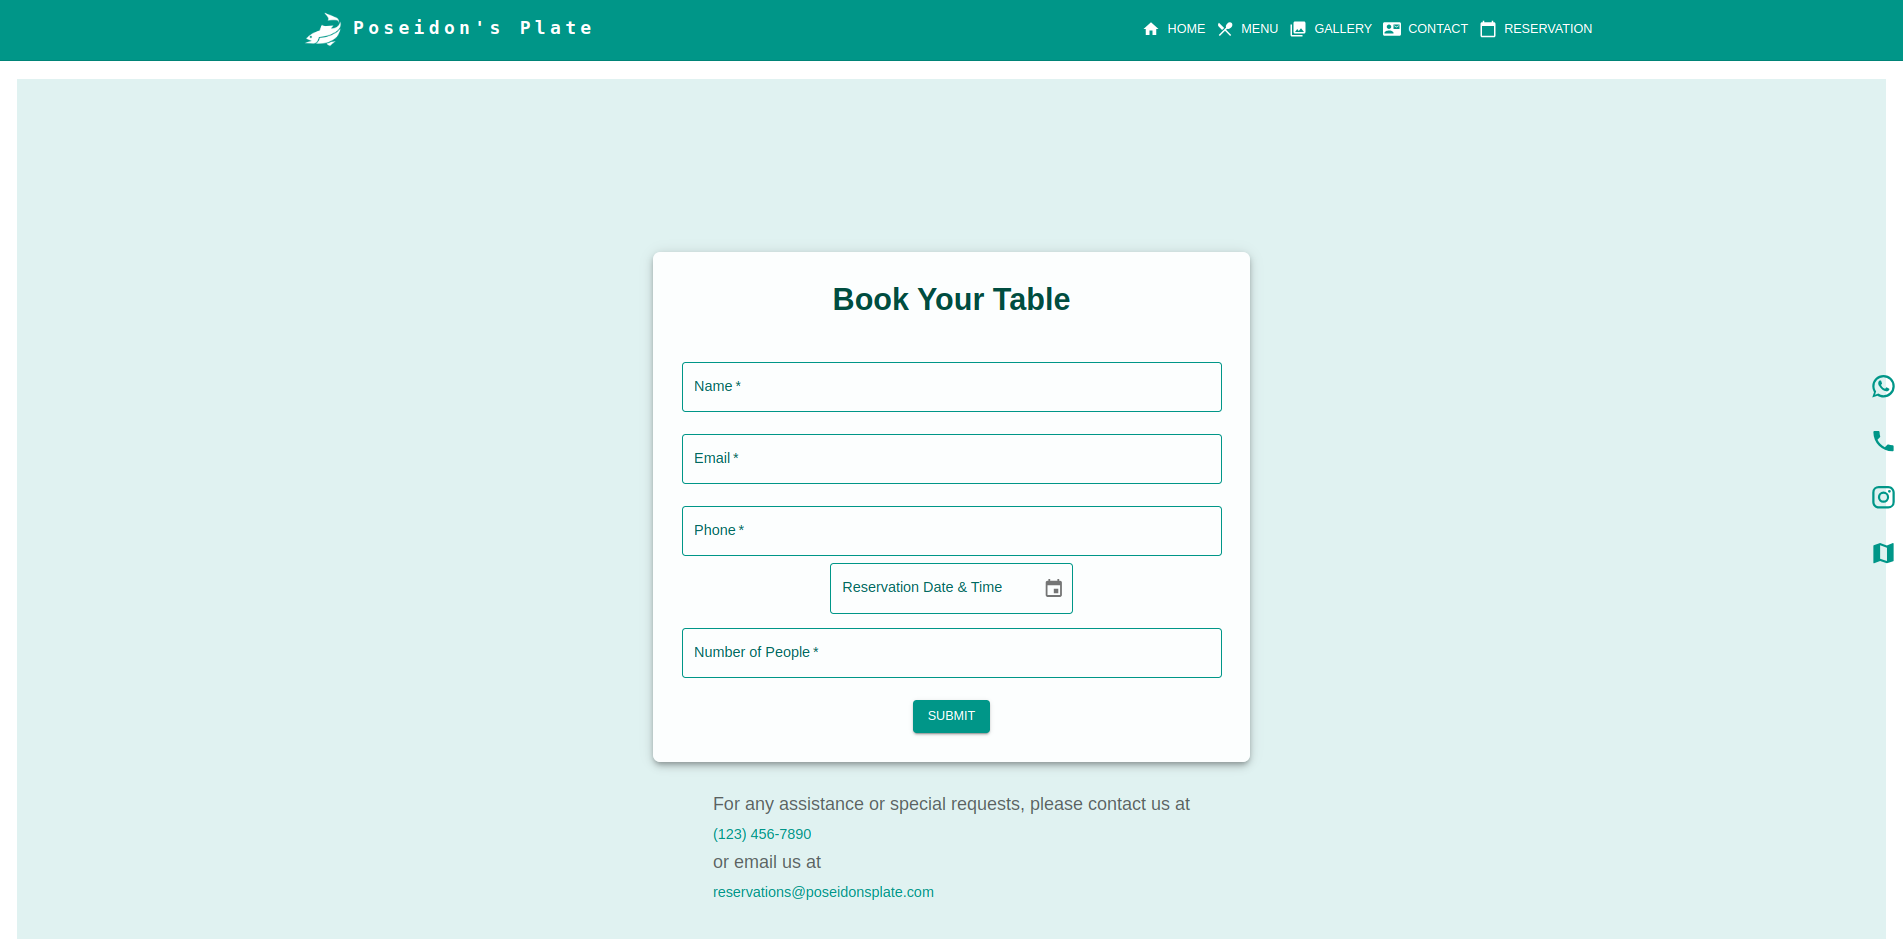 Poseidon's Plate
HOME MENU GALLERY CONTACT RESERVATION
Book Your Table
Name *
Email *
Phone *
Reservation Date & Time
Number of People *
SUBMIT
For any assistance or special requests, please contact us at
(123) 456-7890
or email us at
reservations@poseidonsplate.com